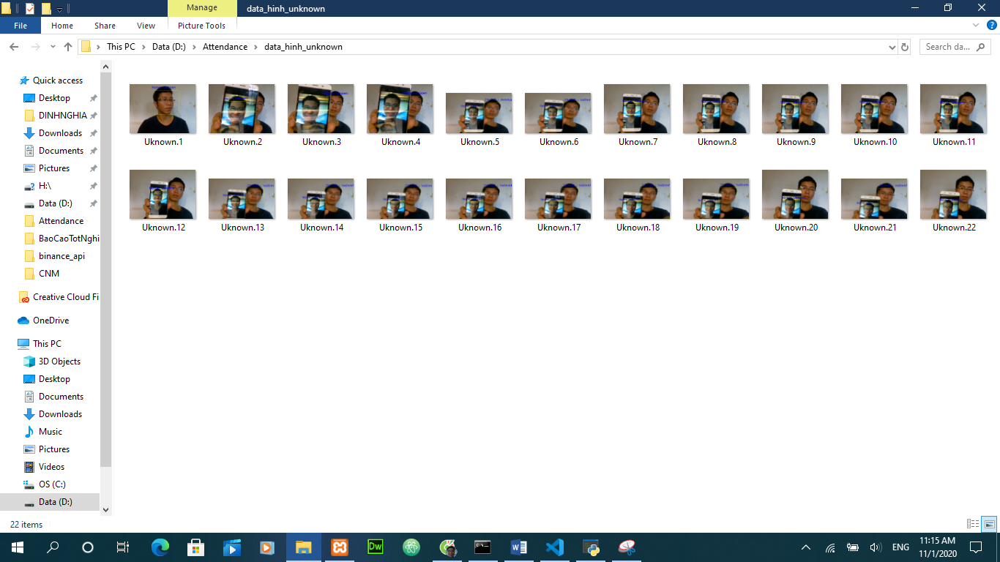 Manage
data_hinh_unknown
File
Home
Share
View
Picture Tools
This PC
Data (D:)
Attendance
data_hinh_unknown
Search da...
Quick access
Desktop
DINHNGHIA
Downloads
Documents
Pictures
H:\
Data (D:)
Attendance
BaoCaoTotNghi
binance_api
CNM
Creative Cloud Fi
OneDrive
This PC
3D Objects
Desktop
Documents
Downloads
Music
Pictures
Videos
OS (C:)
Data (D:)
Uknown.1
Uknown.2
Uknown.3
Uknown.4
Uknown.5
Uknown.6
Uknown.7
Uknown.8
Uknown.9
Uknown.10
Uknown.11
Uknown.12
Uknown.13
Uknown.14
Uknown.15
Uknown.16
Uknown.17
Uknown.18
Uknown.19
Uknown.20
Uknown.21
Uknown.22
22 items
Dw
ENG
11:15 AM
11/1/2020